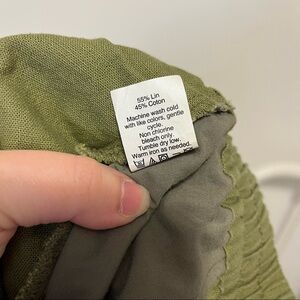 55% Lin
45% Coton
Machine wash cold
with like colors, gentle
cycle.
Non chlorine
bleach only.
Tumble dry low.
Warm iron as needed.